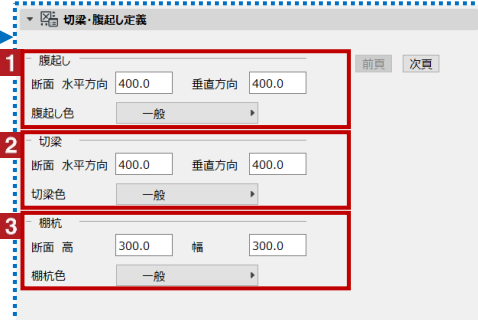 切梁・腹起し定義
1
腹起し
断面 水平方向 400.0 垂直方向 400.0
腹起し色 一般
前頁 次頁
2
切梁
断面 水平方向 400.0 垂直方向 400.0
切梁色 一般
3
棚杭
断面 高 300.0 幅 300.0
棚杭色 一般